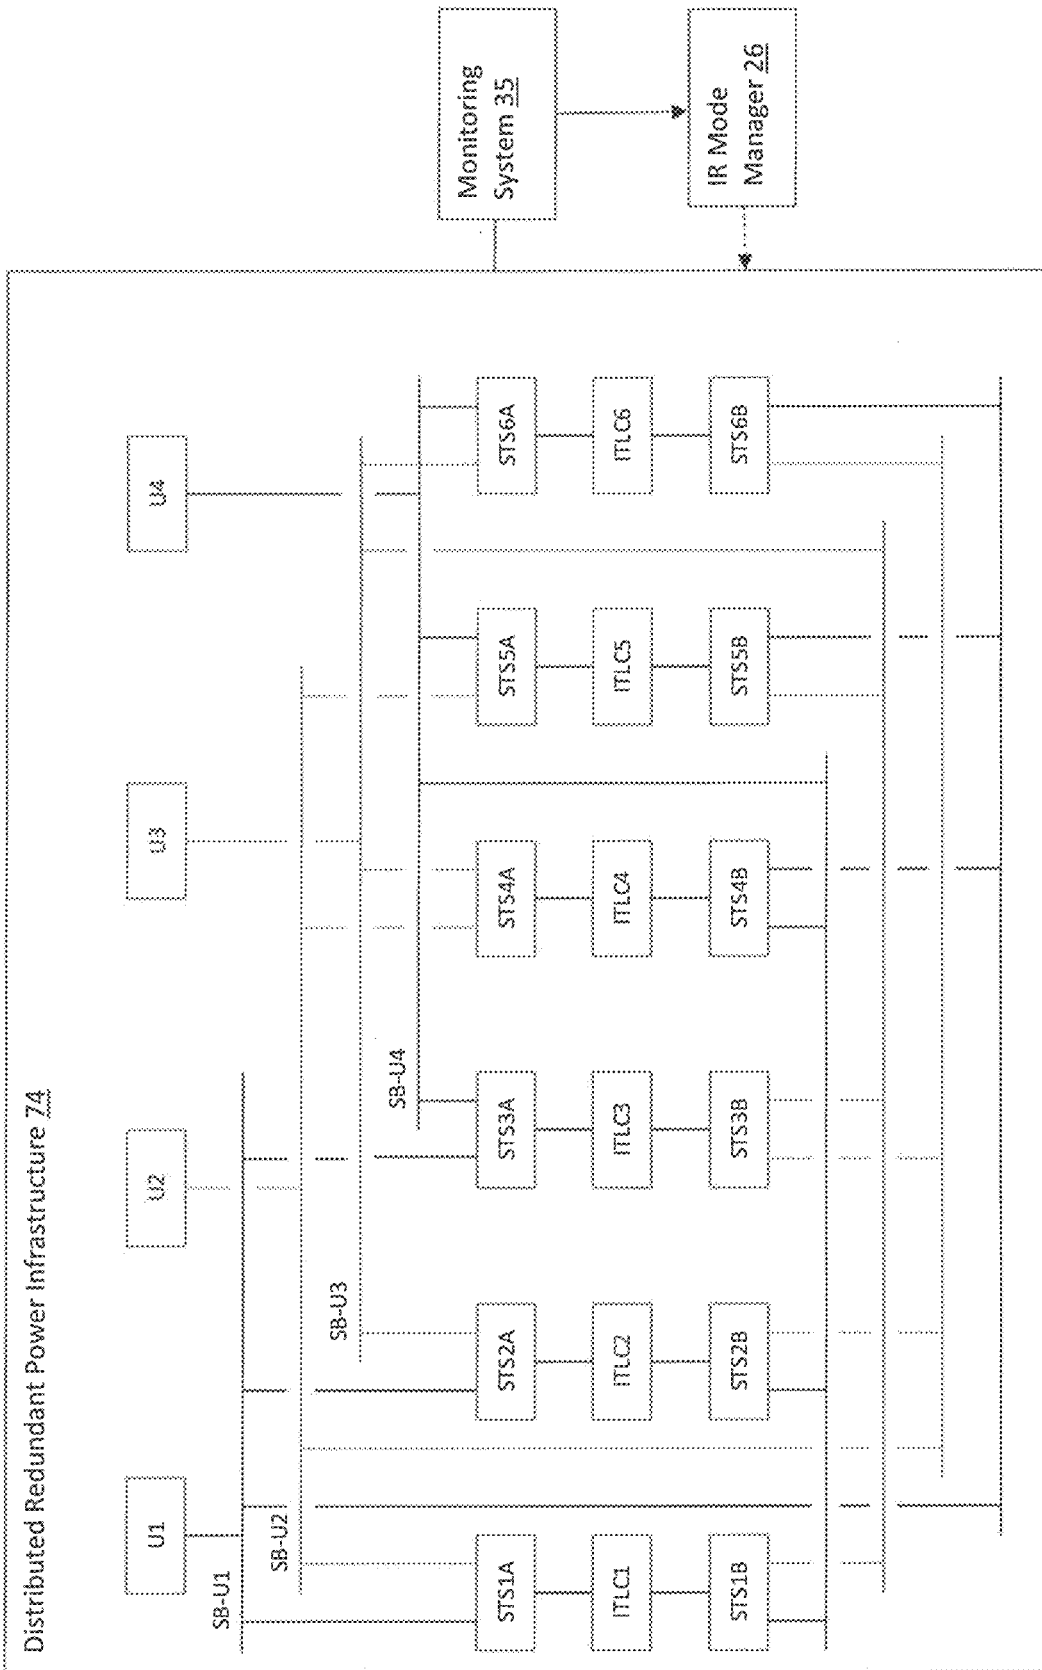 Distributed Redundant Power Infrastructure 74
U1
U2
U3
U4
SB-U1
SB-U2
SB-U3
SB-U4
STS1A
STS2A
STS3A
STS4A
STS5A
STS6A
ITLC1
ITLC2
ITLC3
ITLC4
ITLC5
ITLC6
STS1B
STS2B
STS3B
STS4B
STS5B
STS6B
Monitoring
System 35
IR Mode
Manager 26